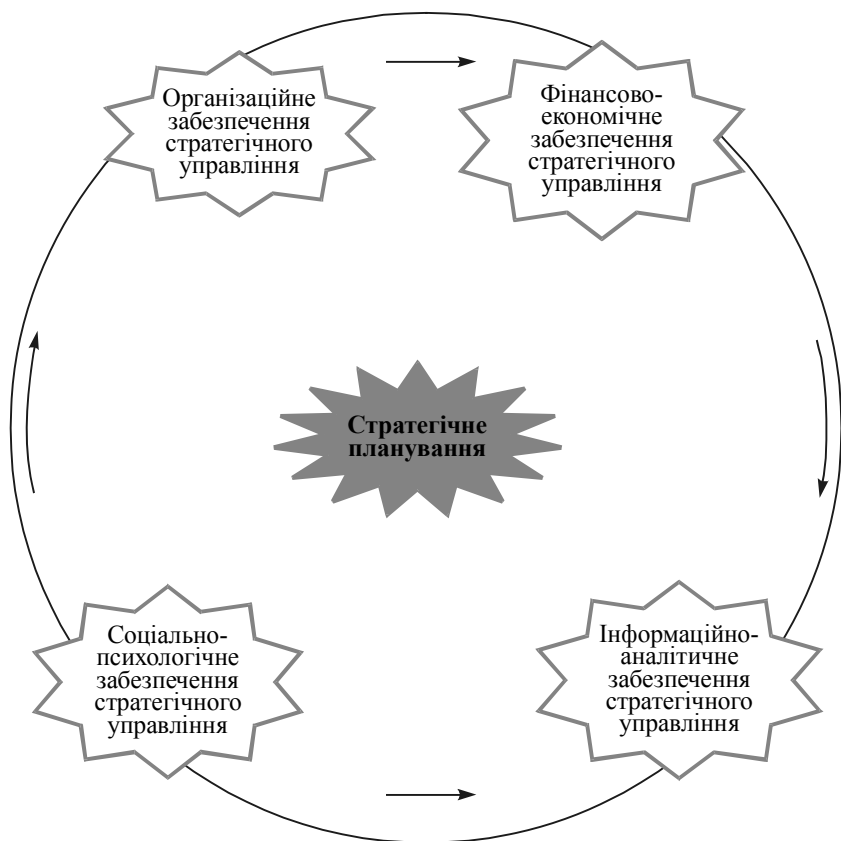 Організаційне
забезпечення
стратегічного
управління
Фінансово-
економічне
забезпечення
стратегічного
управління
Стратегічне
планування
Соціально-
психологічне
забезпечення
стратегічного
управління
Інформаційно-
аналітичне
забезпечення
стратегічного
управління